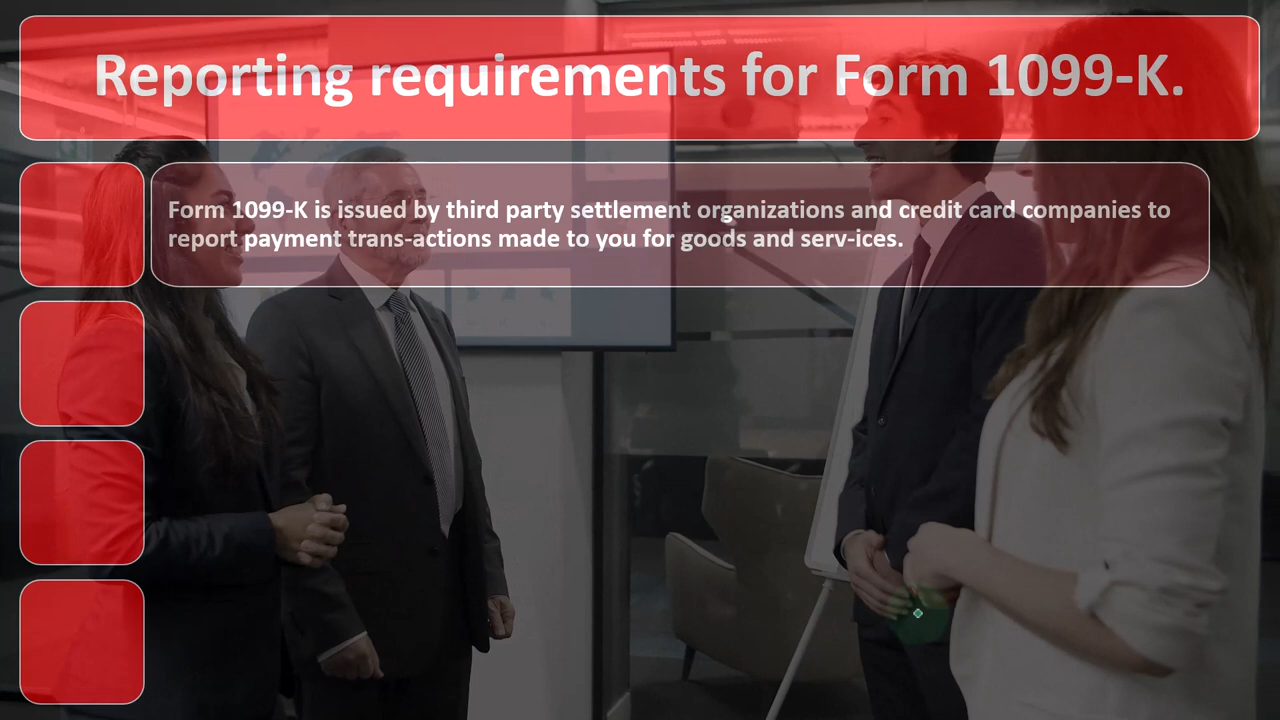 Reporting requirements for Form 1099-K.
Form 1099-K is issued by third party settlement organizations and credit card companies to
report payment trans-actions made to you for goods and serv-ices.